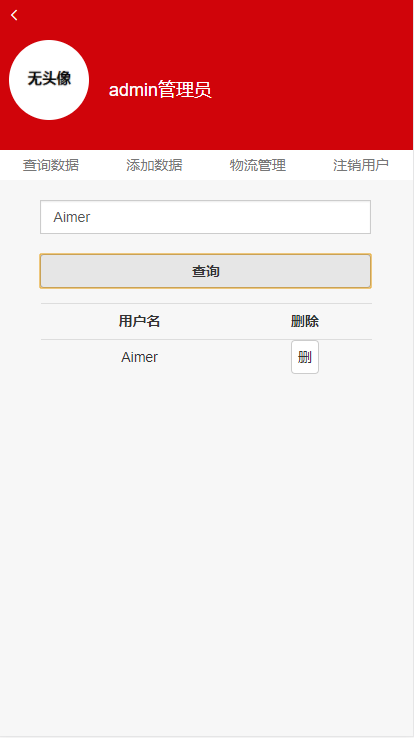 无头像
admin管理员
查询数据 添加数据 物流管理 注销用户
Aimer
查询
用户名 删除
Aimer 删